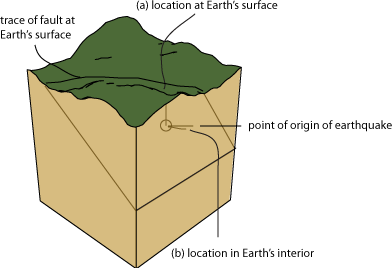 (a) location at Earth's surface
trace of fault at
Earth's surface
point of origin of earthquake
(b) location in Earth's interior